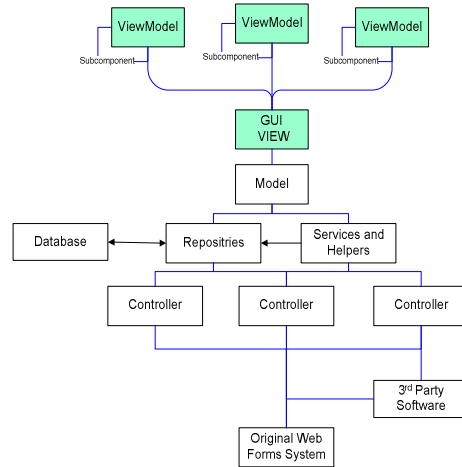 ViewModel
ViewModel
ViewModel
Subcomponent
Subcomponent
Subcomponent
GUI
VIEW
Model
Database
Repositries
Services and
Helpers
Controller
Controller
Controller
3rd Party
Software
Original Web
Forms System